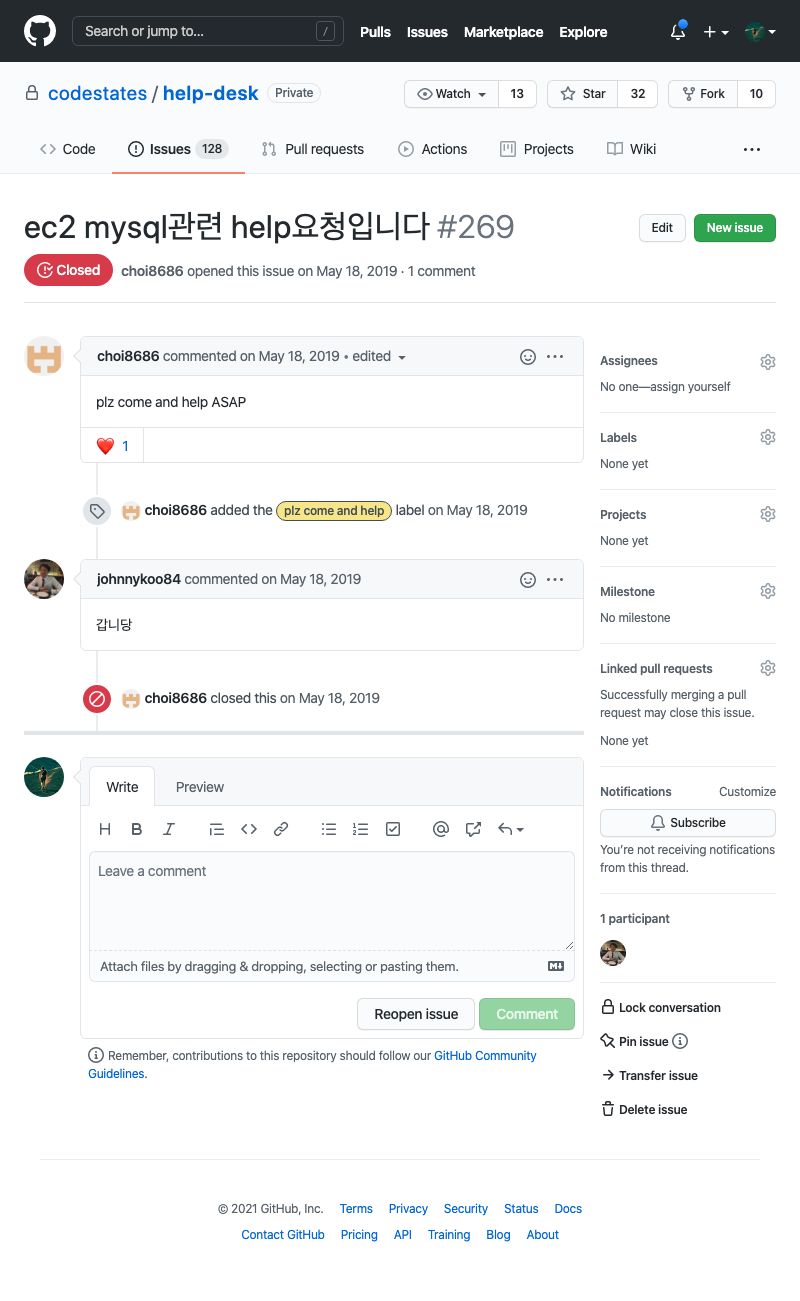 Search or jump to... /
Pulls Issues Marketplace Explore
codestates / help-desk Private
Watch 13 Star 32 Fork 10
Code Issues 128 Pull requests Actions Projects Wiki
ec2 mysql관련 help요청입니다 #269
Edit New issue
Closed choi8686 opened this issue on May 18, 2019 · 1 comment
choi8686 commented on May 18, 2019 • edited
plz come and help ASAP
❤️ 1
choi8686 added the plz come and help label on May 18, 2019
johnnykoo84 commented on May 18, 2019
갑니당
choi8686 closed this on May 18, 2019
Write Preview
H B I
Leave a comment
Attach files by dragging & dropping, selecting or pasting them.
Reopen issue Comment
Remember, contributions to this repository should follow our GitHub Community
Guidelines.
Assignees
No one—assign yourself
Labels
None yet
Projects
None yet
Milestone
No milestone
Linked pull requests
Successfully merging a pull
request may close this issue.
None yet
Notifications Customize
Subscribe
You're not receiving notifications
from this thread.
1 participant
Lock conversation
Pin issue
Transfer issue
Delete issue
© 2021 GitHub, Inc. Terms Privacy Security Status Docs
Contact GitHub Pricing API Training Blog About